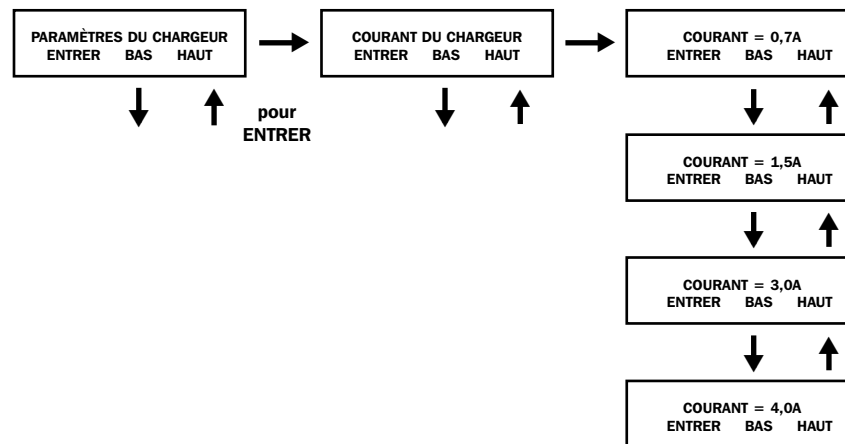 PARAMÈTRES DU CHARGEUR
ENTRER BAS HAUT
COURANT DU CHARGEUR
ENTRER BAS HAUT
COURANT = 0,7A
ENTRER BAS HAUT
pour
ENTRER
COURANT = 1,5A
ENTRER BAS HAUT
COURANT = 3,0A
ENTRER BAS HAUT
COURANT = 4,0A
ENTRER BAS HAUT